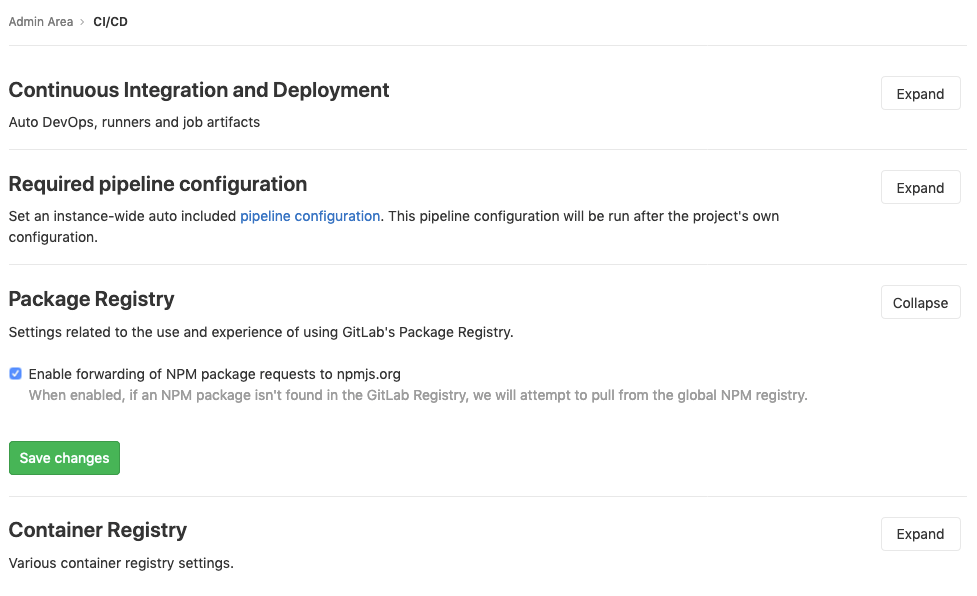 Admin Area > CI/CD
Continuous Integration and Deployment
Expand
Auto DevOps, runners and job artifacts
Required pipeline configuration
Expand
Set an instance-wide auto included pipeline configuration. This pipeline configuration will be run after the project's own
configuration.
Package Registry
Collapse
Settings related to the use and experience of using GitLab's Package Registry.
Enable forwarding of NPM package requests to npmjs.org
When enabled, if an NPM package isn't found in the GitLab Registry, we will attempt to pull from the global NPM registry.
Save changes
Container Registry
Expand
Various container registry settings.